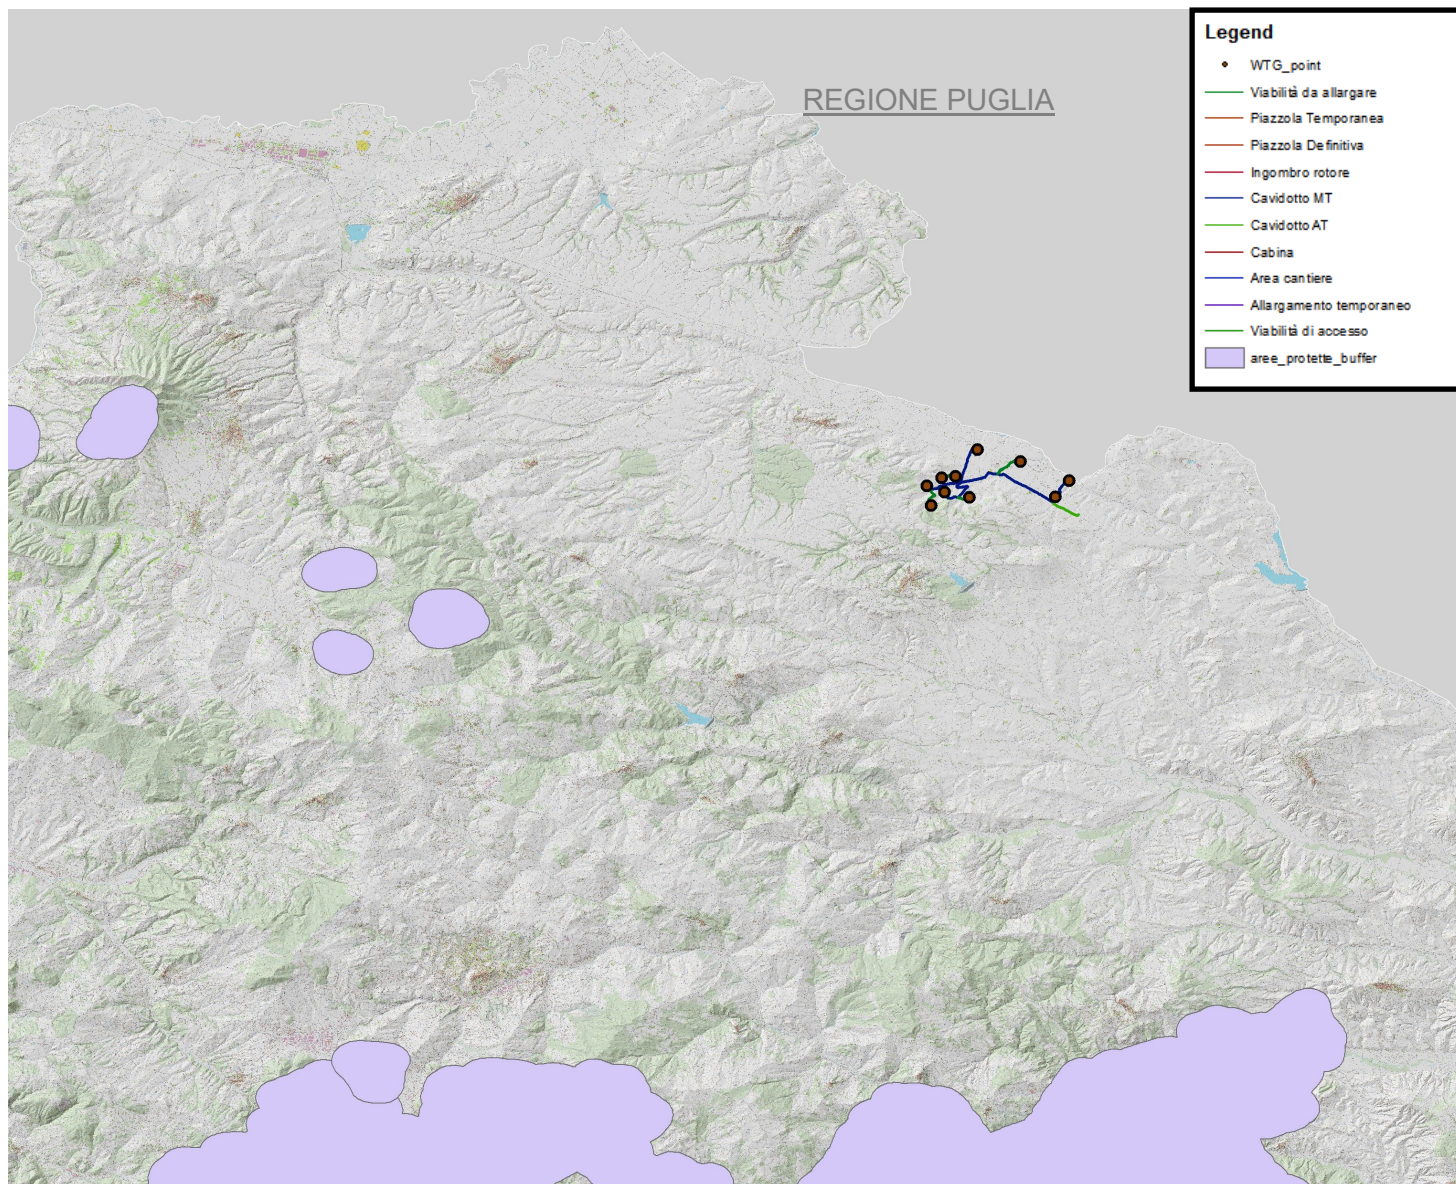 REGIONE PUGLIA
Legend
WTG_point
Viabilità da allargare
Piazzola Temporanea
Piazzola Definitiva
Ingombro rotore
Cavidotto MT
Cavidotto AT
Cabina
Area cantiere
Allargamento temporaneo
Viabilità di accesso
aree_protette_buffer